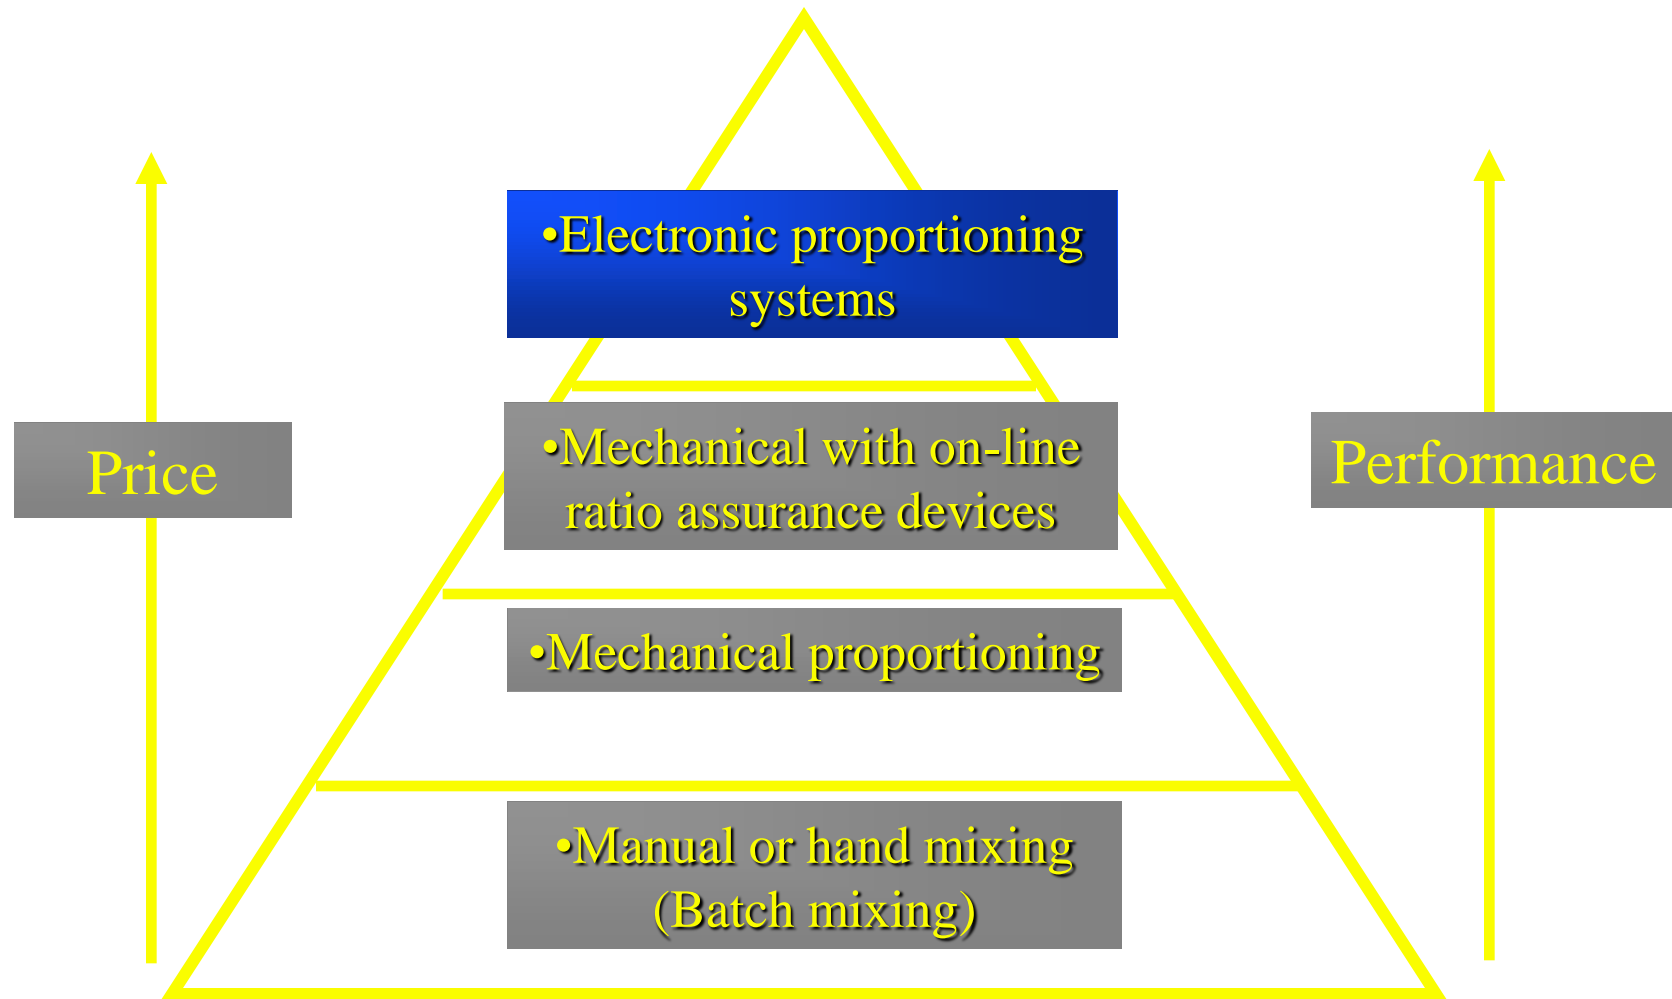 •Electronic proportioning
systems
•Mechanical with on-line
ratio assurance devices
Price
Performance
•Mechanical proportioning
•Manual or hand mixing
(Batch mixing)